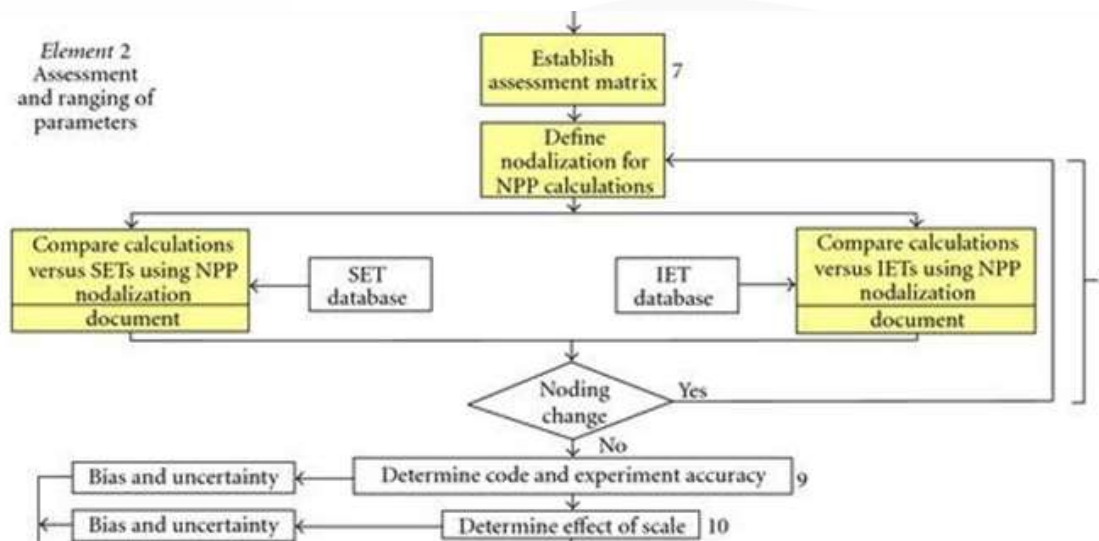 Element 2
Assessment
and ranging of
parameters
Establish
assessment matrix
7
Define
nodalization for
NPP calculations
Compare calculations
versus SETs using NPP
nodalization
document
SET
database
IET
database
Compare calculations
versus IETs using NPP
nodalization
document
Noding
change
Yes
No
Bias and uncertainty
Determine code and experiment accuracy
9
Bias and uncertainty
Determine effect of scale
10